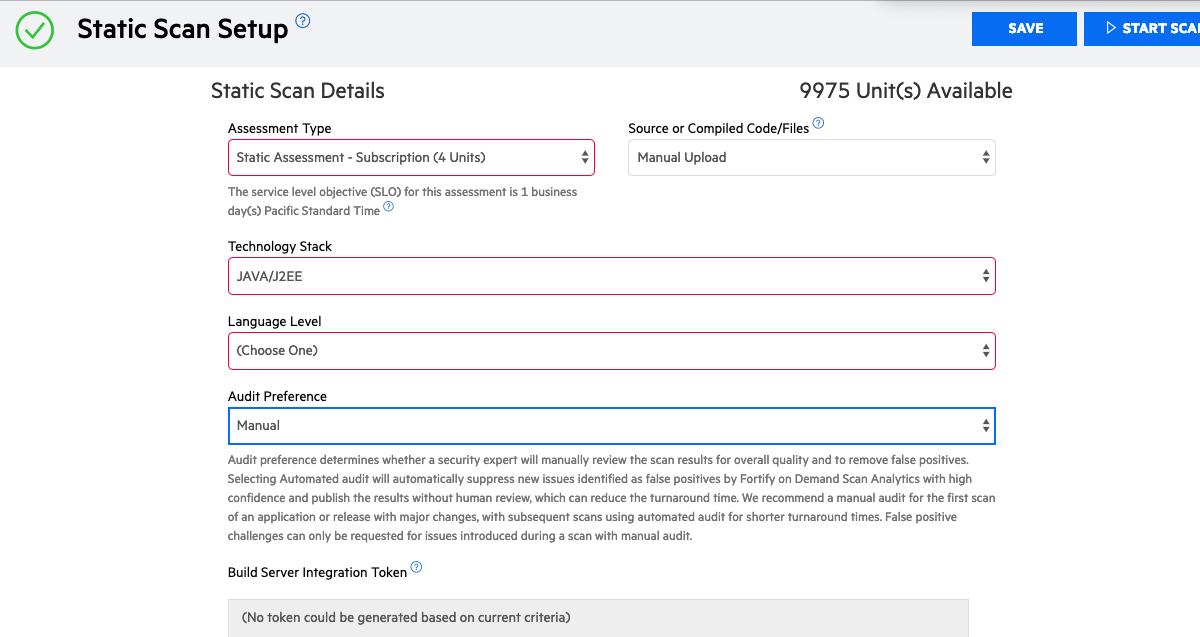 Static Scan Setup ?
SAVE
START SCA
Static Scan Details
9975 Unit(s) Available
Assessment Type
Source or Compiled Code/Files ?
Static Assessment - Subscription (4 Units)
Manual Upload
The service level objective (SLO) for this assessment is 1 business
day(s) Pacific Standard Time ?
Technology Stack
JAVA/J2EE
Language Level
(Choose One)
Audit Preference
Manual
Audit preference determines whether a security expert will manually review the scan results for overall quality and to remove false positives.
Selecting Automated audit will automatically suppress new issues identified as false positives by Fortify on Demand Scan Analytics with high
confidence and publish the results without human review, which can reduce the turnaround time. We recommend a manual audit for the first scan
of an application or release with major changes, with subsequent scans using automated audit for shorter turnaround times. False positive
challenges can only be requested for issues introduced during a scan with manual audit.
Build Server Integration Token ?
(No token could be generated based on current criteria)